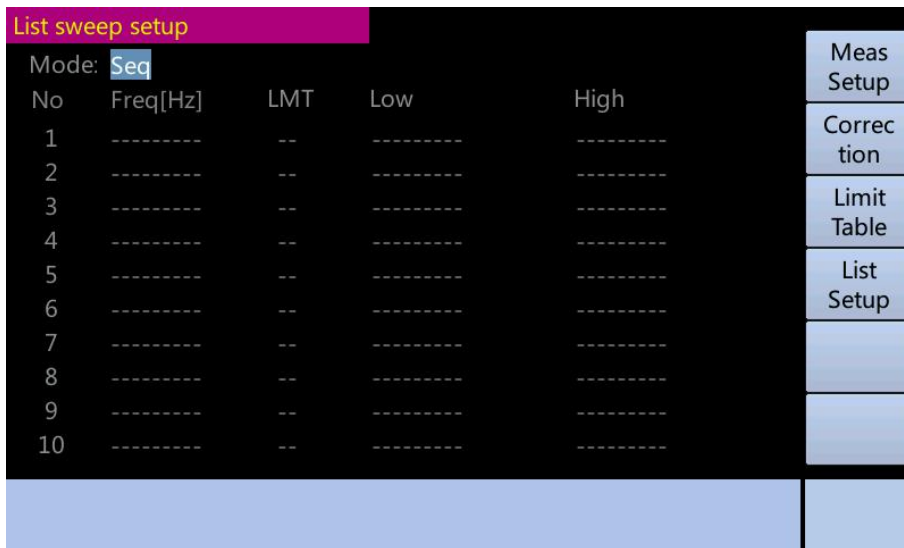 List sweep setup
Mode: Seq
No Freq[Hz] LMT Low High
1 --------- -- --------- ---------
2 --------- -- --------- ---------
3 --------- -- --------- ---------
4 --------- -- --------- ---------
5 --------- -- --------- ---------
6 --------- -- --------- ---------
7 --------- -- --------- ---------
8 --------- -- --------- ---------
9 --------- -- --------- ---------
10 --------- -- --------- ---------
Meas
Setup
Correc
tion
Limit
Table
List
Setup